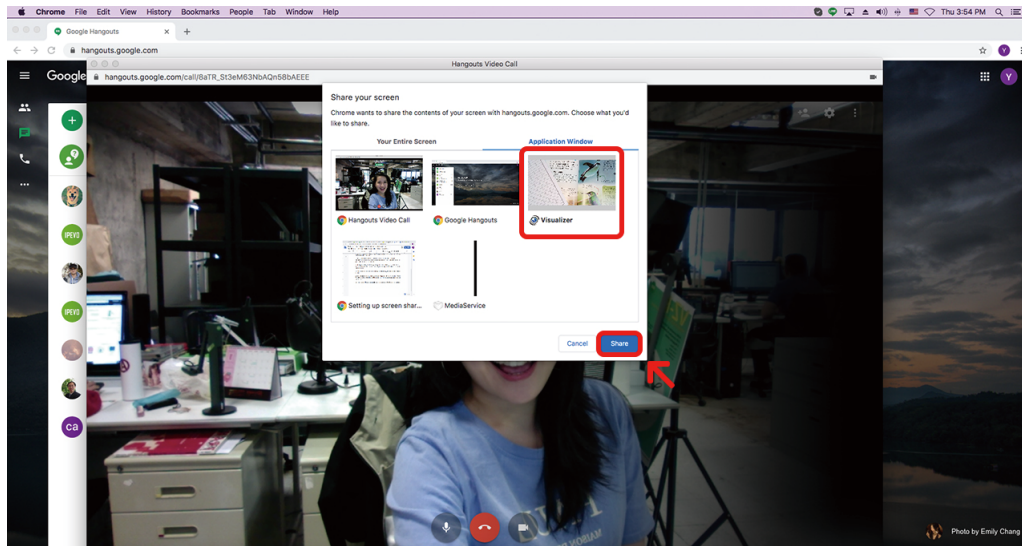 Chrome File Edit View History Bookmarks People Tab Window Help
Thu 3:54 PM
Google Hangouts
hangouts.google.com
Y
Hangouts Video Call
Google
hangouts.google.com/call/8aTR_St3eM63NbAQn58bAEEE
Y
Share your screen
Chrome wants to share the contents of your screen with hangouts.google.com. Choose what you'd
like to share.
Your Entire Screen
Application Window
Hangouts Video Call
Google Hangouts
Visualizer
Setting up screen shar...
MediaService
Cancel
Share
IPEVO
IPEVO
ca
Photo by Emily Chang